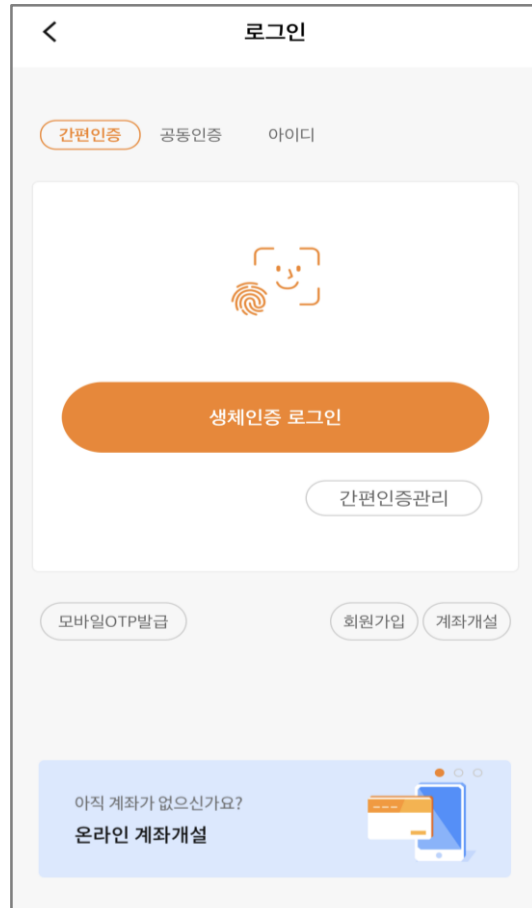 로그인
간편인증 공동인증 아이디
생체인증 로그인
간편인증관리
모바일OTP발급 회원가입 계좌개설
아직 계좌가 없으신가요?
온라인 계좌개설